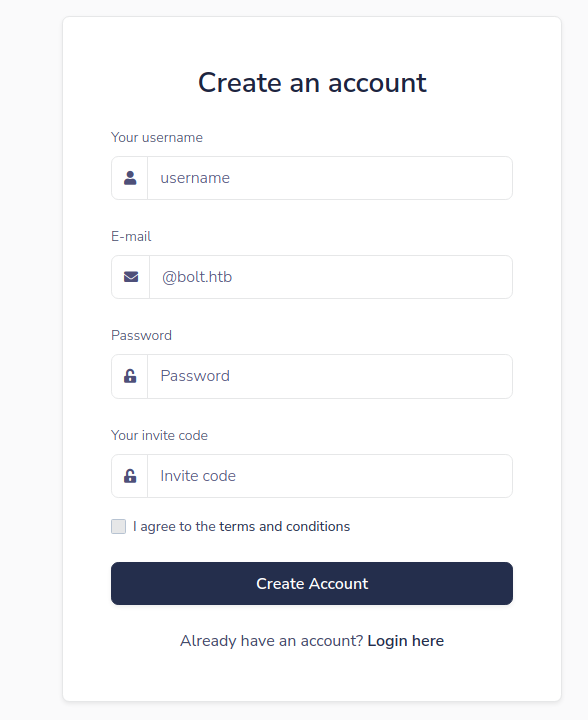 Create an account
Your username
username
E-mail
@bolt.htb
Password
Password
Your invite code
Invite code
I agree to the terms and conditions
Create Account
Already have an account? Login here